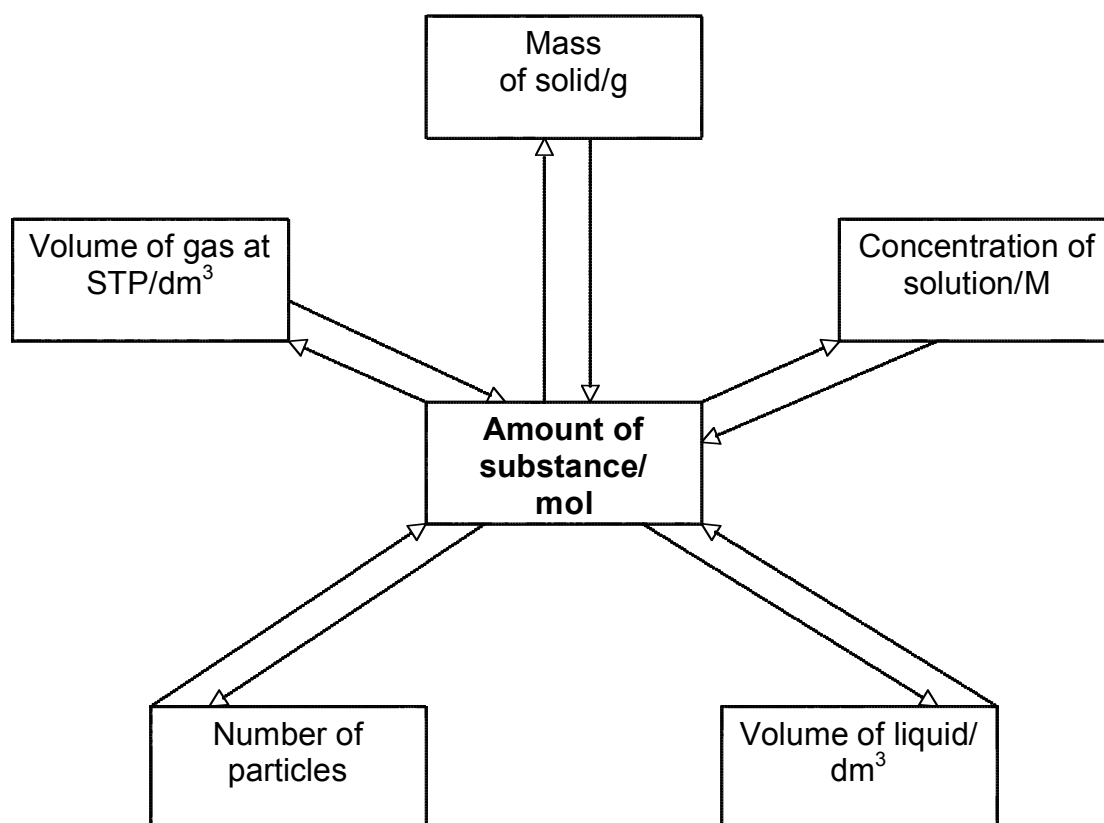 Mass
of solid/g
Volume of gas at
STP/dm³
Concentration of
solution/M
Amount of
substance/
mol
Number of
particles
Volume of liquid/
dm³